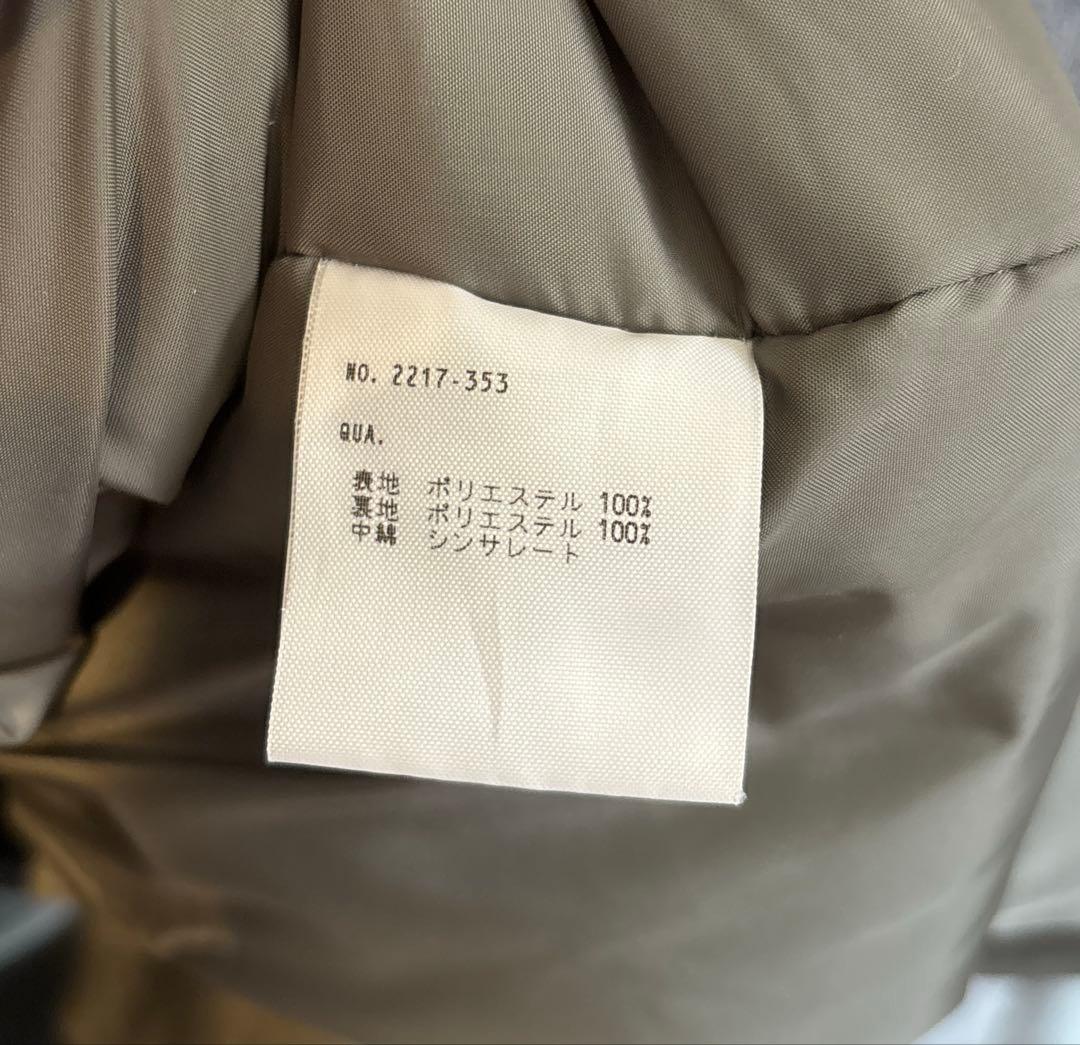 NO. 2217-353
QUA.
表地 ポリエステル 100%
裏地 ポリエステル 100%
中綿 シンサレート